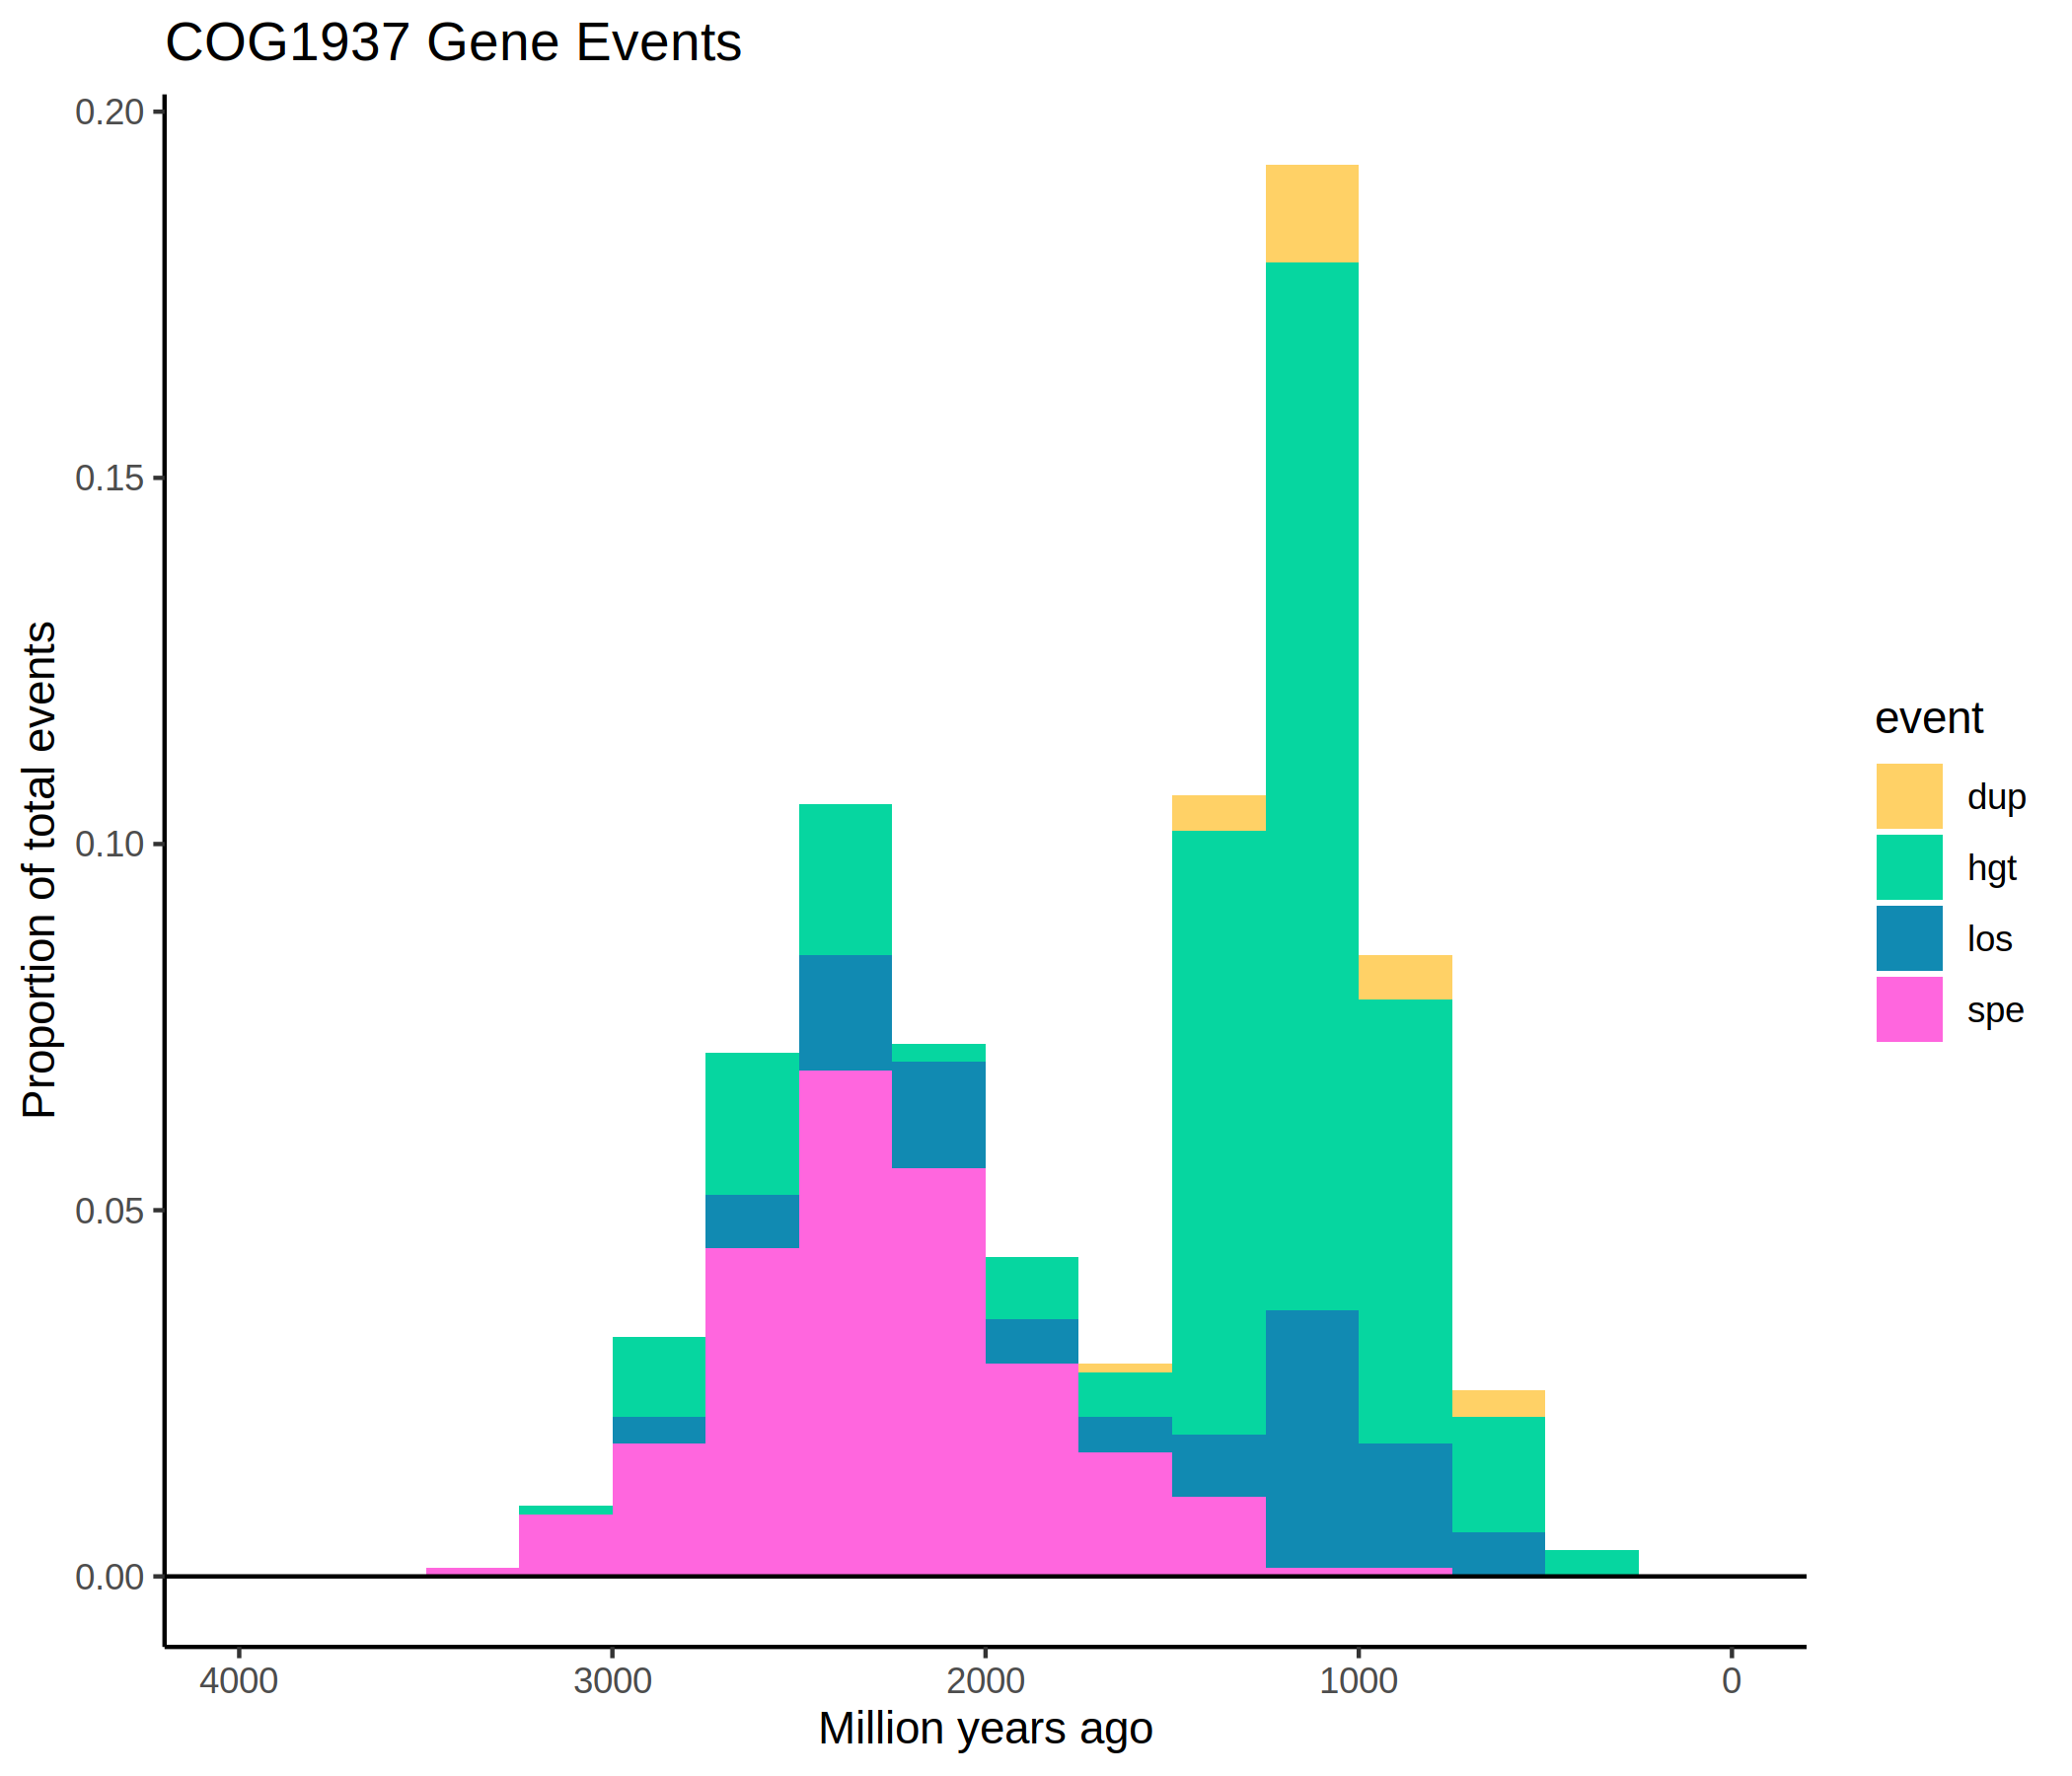 COG1937 Gene Events
0.20
0.15
0.10
0.05
0.00
Proportion of total events
4000 3000 2000 1000 0
Million years ago
event
dup
hgt
los
spe